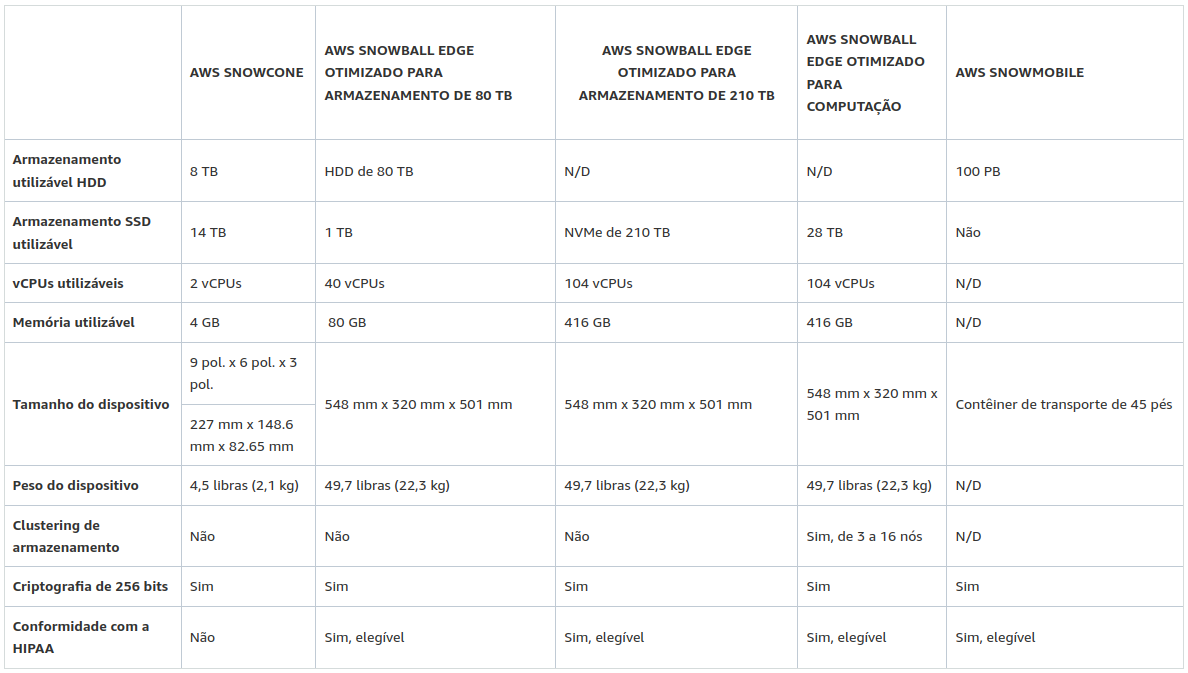 AWS SNOWCONE
AWS SNOWBALL EDGE
OTIMIZADO PARA
ARMAZENAMENTO DE 80 TB
AWS SNOWBALL EDGE
OTIMIZADO PARA
ARMAZENAMENTO DE 210 TB
AWS SNOWBALL
EDGE OTIMIZADO
PARA
COMPUTAÇÃO
AWS SNOWMOBILE
Armazenamento
utilizável HDD
8 TB
HDD de 80 TB
N/D
N/D
100 PB
Armazenamento SSD
utilizável
14 TB
1 TB
NVMe de 210 TB
28 TB
Não
vCPUs utilizáveis
2 vCPUs
40 vCPUs
104 vCPUs
104 vCPUs
N/D
Memória utilizável
4 GB
80 GB
416 GB
416 GB
N/D
Tamanho do dispositivo
9 pol. x 6 pol. x 3
pol.
227 mm x 148.6
mm x 82.65 mm
548 mm x 320 mm x 501 mm
548 mm x 320 mm x 501 mm
548 mm x 320 mm x
501 mm
Contêiner de transporte de 45 pés
Peso do dispositivo
4,5 libras (2,1 kg)
49,7 libras (22,3 kg)
49,7 libras (22,3 kg)
49,7 libras (22,3 kg)
N/D
Clustering de
armazenamento
Não
Não
Não
Sim, de 3 a 16 nós
N/D
Criptografia de 256 bits
Sim
Sim
Sim
Sim
Sim
Conformidade com a
HIPAA
Não
Sim, elegível
Sim, elegível
Sim, elegível
Sim, elegível